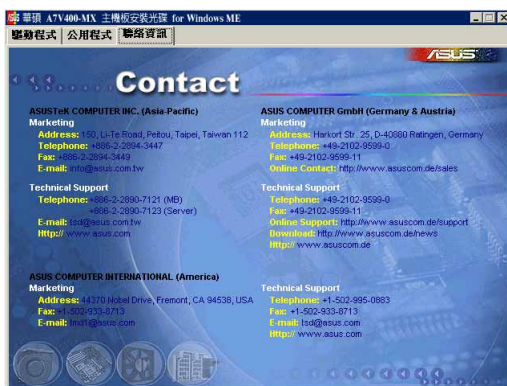 華碩 A7V400-MX 主機板安裝光碟 for Windows ME
驅動程式 公用程式 聯絡資訊
ASUS
Contact
ASUSTeK COMPUTER INC. (Asia-Pacific)
Marketing
Address: 150, Li-Te Road, Peitou, Taipei, Taiwan 112
Telephone: +886-2-2894-3447
Fax: +886-2-2894-3449
E-mail: info@asus.com.tw
Technical Support
Telephone: +886-2-2890-7121 (MB)
+886-2-2890-7123 (Server)
E-mail: tsd@asus.com.tw
Http:// www.asus.com
ASUS COMPUTER GmbH (Germany & Austria)
Marketing
Address: Harkort Str. 25, D-40880 Ratingen, Germany
Telephone: +49-2102-9599-0
Fax: +49-2102-9599-11
Online Contact: http://www.asuscom.de/sales
Technical Support
Telephone: +49-2102-9599-0
Fax: +49-2102-9599-11
Online Support: http://www.asuscom.de/support
Download: http://www.asuscom.de/news
Http:// www.asuscom.de
ASUS COMPUTER INTERNATIONAL (America)
Marketing
Address: 44370 Nobel Drive, Fremont, CA 94538, USA
Fax: +1-502-933-8713
E-mail: tmd1@asus.com
Technical Support
Telephone: +1-502-995-0883
Fax: +1-502-933-8713
E-mail: tsd@asus.com
Http:// www.asus.com